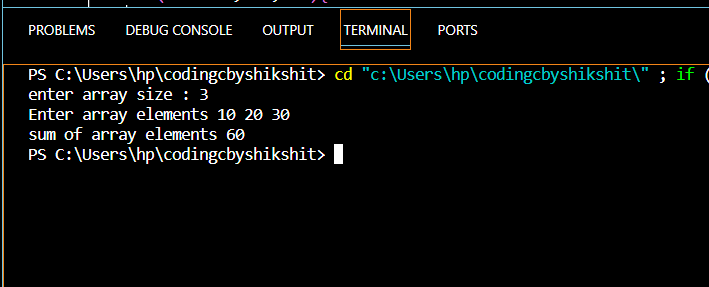 PROBLEMS DEBUG CONSOLE OUTPUT TERMINAL PORTS
PS C:\Users\hp\codingcbyshikshit> cd "c:\Users\hp\codingcbyshikshit\" ; if (
enter array size : 3
Enter array elements 10 20 30
sum of array elements 60
PS C:\Users\hp\codingcbyshikshit>